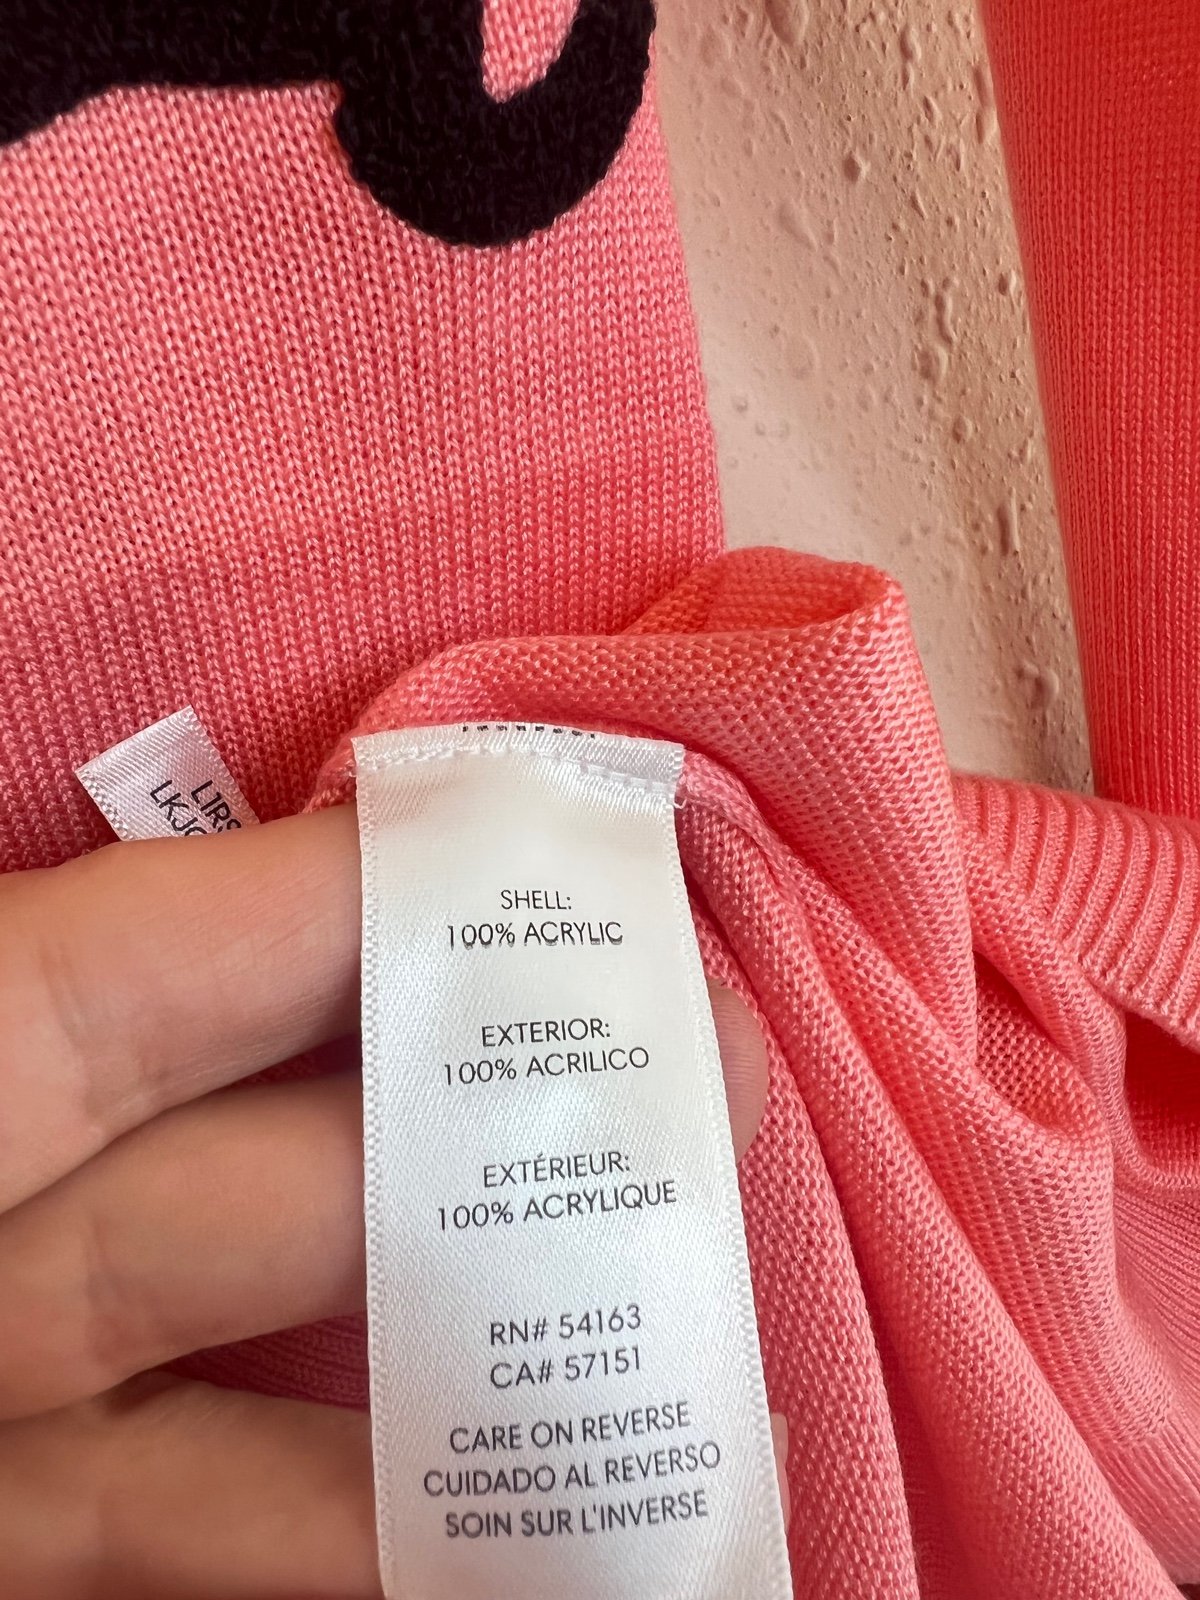 SHELL:
100% ACRYLIC
EXTERIOR:
100% ACRILICO
EXTÉRIEUR:
100% ACRYLIQUE
RN# 54163
CA# 57151
CARE ON REVERSE
CUIDADO AL REVERSO
SOIN SUR L'INVERSE